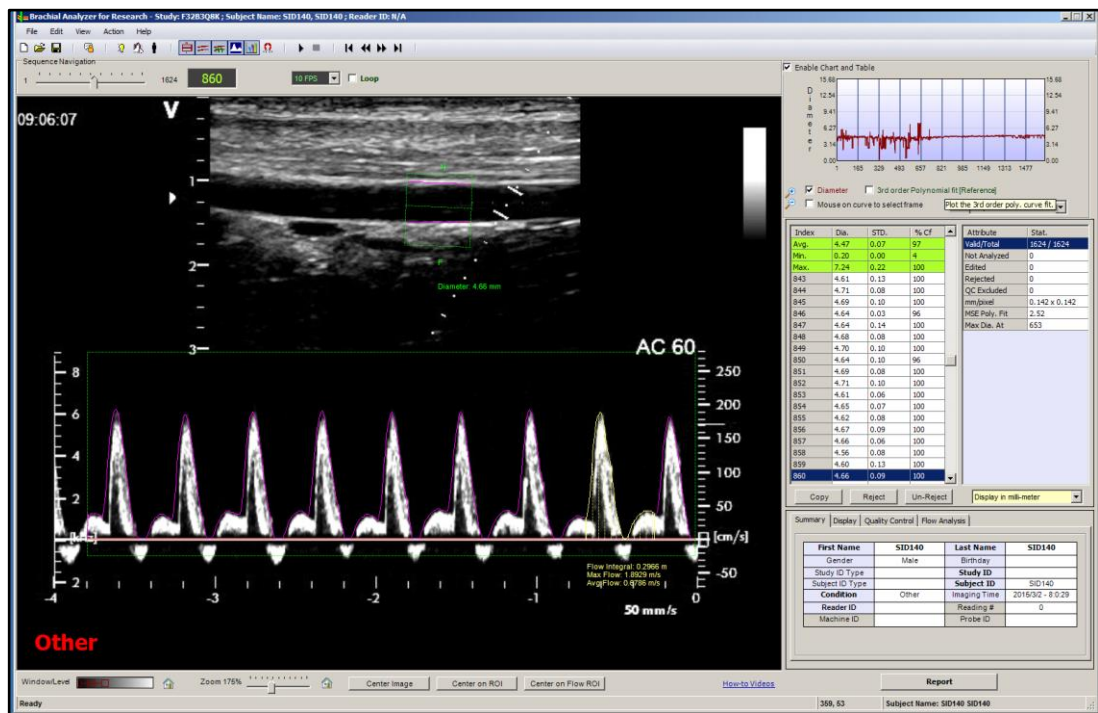 Brachial Analyzer for Research - Study: F32B3Q8K ; Subject Name: SID140, SID140 ; Reader ID: N/A
File Edit View Action Help
Sequence Navigation
1 1624 860 10 FPS Loop
Enable Chart and Table
09:06:07
V
1
2
3
Diameter 4.66 mm
AC 60
8
6
4
2
2
250
200
150
100
50
[cm/s]
-50
Flow Integral: 0.2966 m
Max Flow: 1.8929 m/s
Avg Flow: 0.6786 m/s
-4 -3 -2 -1 0
50 mm/s
Other
Diameter
15.68 15.68
12.54 12.54
9.41 9.41
6.27 6.27
3.14 3.14
0.00 0.00
1 165 329 493 657 821 985 1149 1313 1477
Diameter 3rd order Polynomial fit [Reference]
Mouse on curve to select frame Plot the 3rd order poly. curve fit.
Index Dia. STD. % Cf
Avg. 4.47 0.07 97
Min. 0.20 0.00 4
Max. 7.24 0.22 100
843 4.61 0.13 100
844 4.71 0.08 100
845 4.69 0.10 100
846 4.64 0.03 96
847 4.64 0.14 100
848 4.68 0.08 100
849 4.70 0.10 100
850 4.64 0.10 96
851 4.69 0.08 100
852 4.71 0.10 100
853 4.61 0.06 100
854 4.65 0.07 100
855 4.62 0.08 100
856 4.67 0.09 100
857 4.66 0.06 100
858 4.56 0.08 100
859 4.60 0.13 100
860 4.66 0.09 100
Attribute Stat.
Valid/Total 1624 / 1624
Not Analyzed 0
Edited 0
Rejected 0
QC Excluded 0
mm/pixel 0.142 x 0.142
MSE Poly. Fit 2.52
Max Dia. At 653
Copy Reject Un-Reject Display in mili-meter
Summary Display Quality Control Flow Analysis
First Name SID140 Last Name SID140
Gender Male Birthday
Study ID Type Study ID
Subject ID Type Subject ID SID140
Condition Other Imaging Time 2016/3/2 - 8:0:29
Reader ID Reading # 0
Machine ID Probe ID
Window/Level Zoom 176% Center Image Center on ROI Center on Flow ROI How-to Videos Report
Ready 359, 53 Subject Name: SID140 SID140